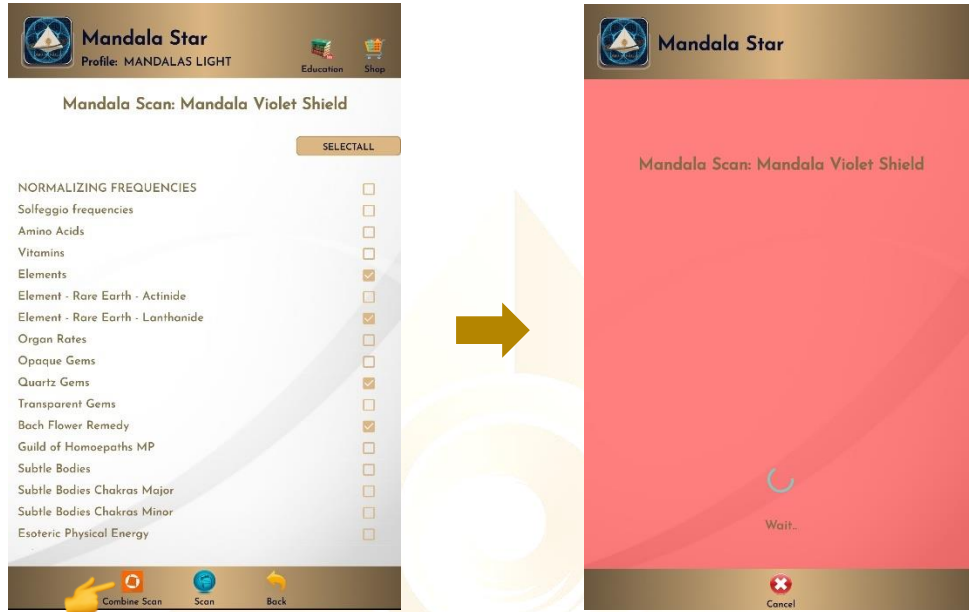 Mandala Star
Profile: MANDALAS LIGHT
Education
Shop
Mandala Scan: Mandala Violet Shield
SELECTALL
NORMALIZING FREQUENCIES
Solfeggio frequencies
Amino Acids
Vitamins
Elements
Element - Rare Earth - Actinide
Element - Rare Earth - Lanthanide
Organ Rates
Opaque Gems
Quartz Gems
Transparent Gems
Bach Flower Remedy
Guild of Homoepaths MP
Subtle Bodies
Subtle Bodies Chakras Major
Subtle Bodies Chakras Minor
Esoteric Physical Energy
Combine Scan
Scan
Back
Mandala Star
Mandala Scan: Mandala Violet Shield
Wait..
Cancel